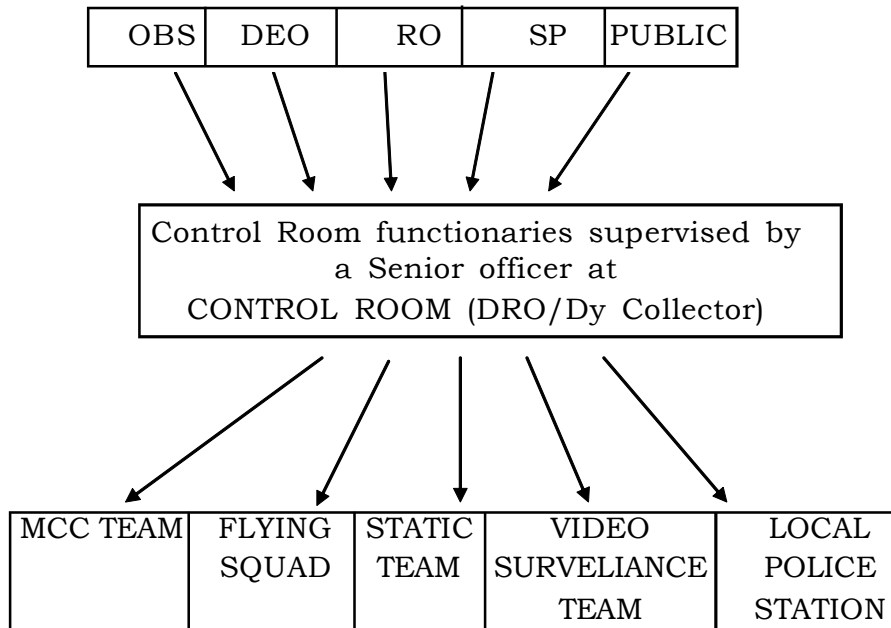 OBS DEO RO SP PUBLIC
Control Room functionaries supervised by
a Senior officer at
CONTROL ROOM (DRO/Dy Collector)
MCC TEAM FLYING STATIC VIDEO LOCAL
SQUAD TEAM SURVELIANCE POLICE
TEAM STATION